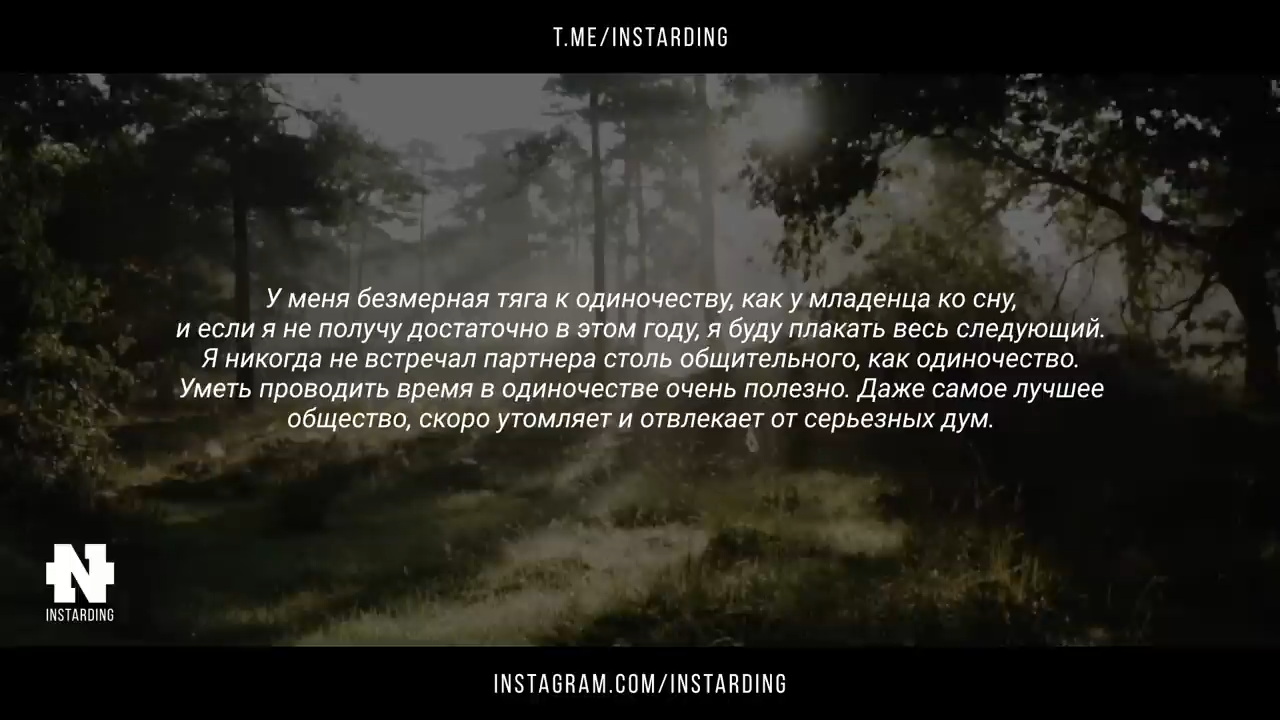 T.ME/INSTARDING
У меня безмерная тяга к одиночеству, как у младенца ко сну,
и если я не получу достаточно в этом году, я буду плакать весь следующий.
Я никогда не встречал партнера столь общительного, как одиночество.
Уметь проводить время в одиночестве очень полезно. Даже самое лучшее
общество, скоро утомляет и отвлекает от серьезных дум.
N
INSTARDING
INSTAGRAM.COM/INSTARDING